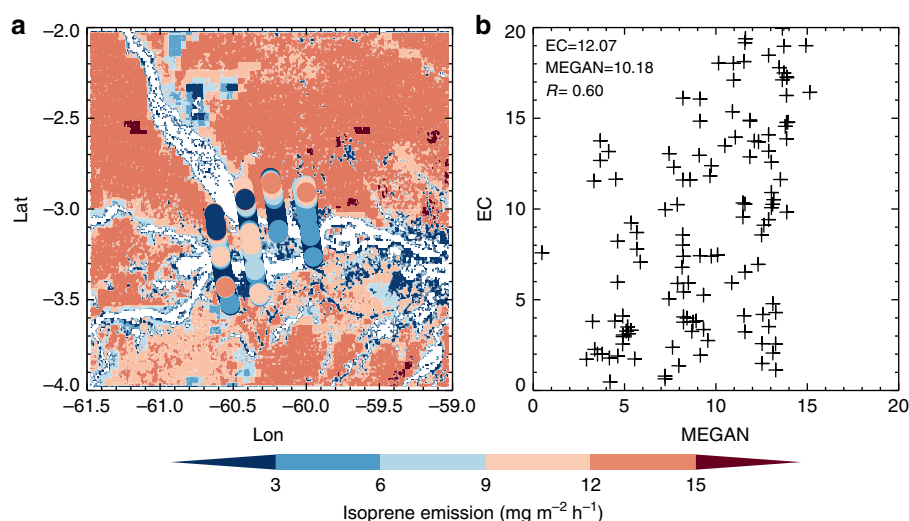 a
b
−2.0
−2.5
−3.0
−3.5
−4.0
Lat
−61.5 −61.0 −60.5 −60.0 −59.5 −59.0
Lon
EC=12.07
MEGAN=10.18
R= 0.60
20
15
10
5
0
EC
0 5 10 15 20
MEGAN
3 6 9 12 15
Isoprene emission (mg m⁻² h⁻¹)